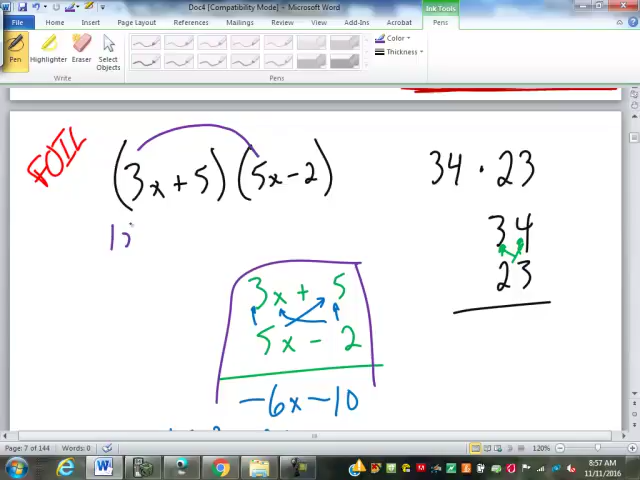 Doc4 [Compatibility Mode] - Microsoft Word
Ink Tools
File Home Insert Page Layout References Mailings Review View Add-Ins Acrobat Pens
Pen Highlighter Eraser Select Objects
Color
Thickness
Write Pens
FOIL
(3x + 5)(5x - 2)
34 · 23
34
23
3x + 5
5x - 2
-6x - 10
Page: 7 of 144 Words: 0 120%
8:57 AM
11/11/2016